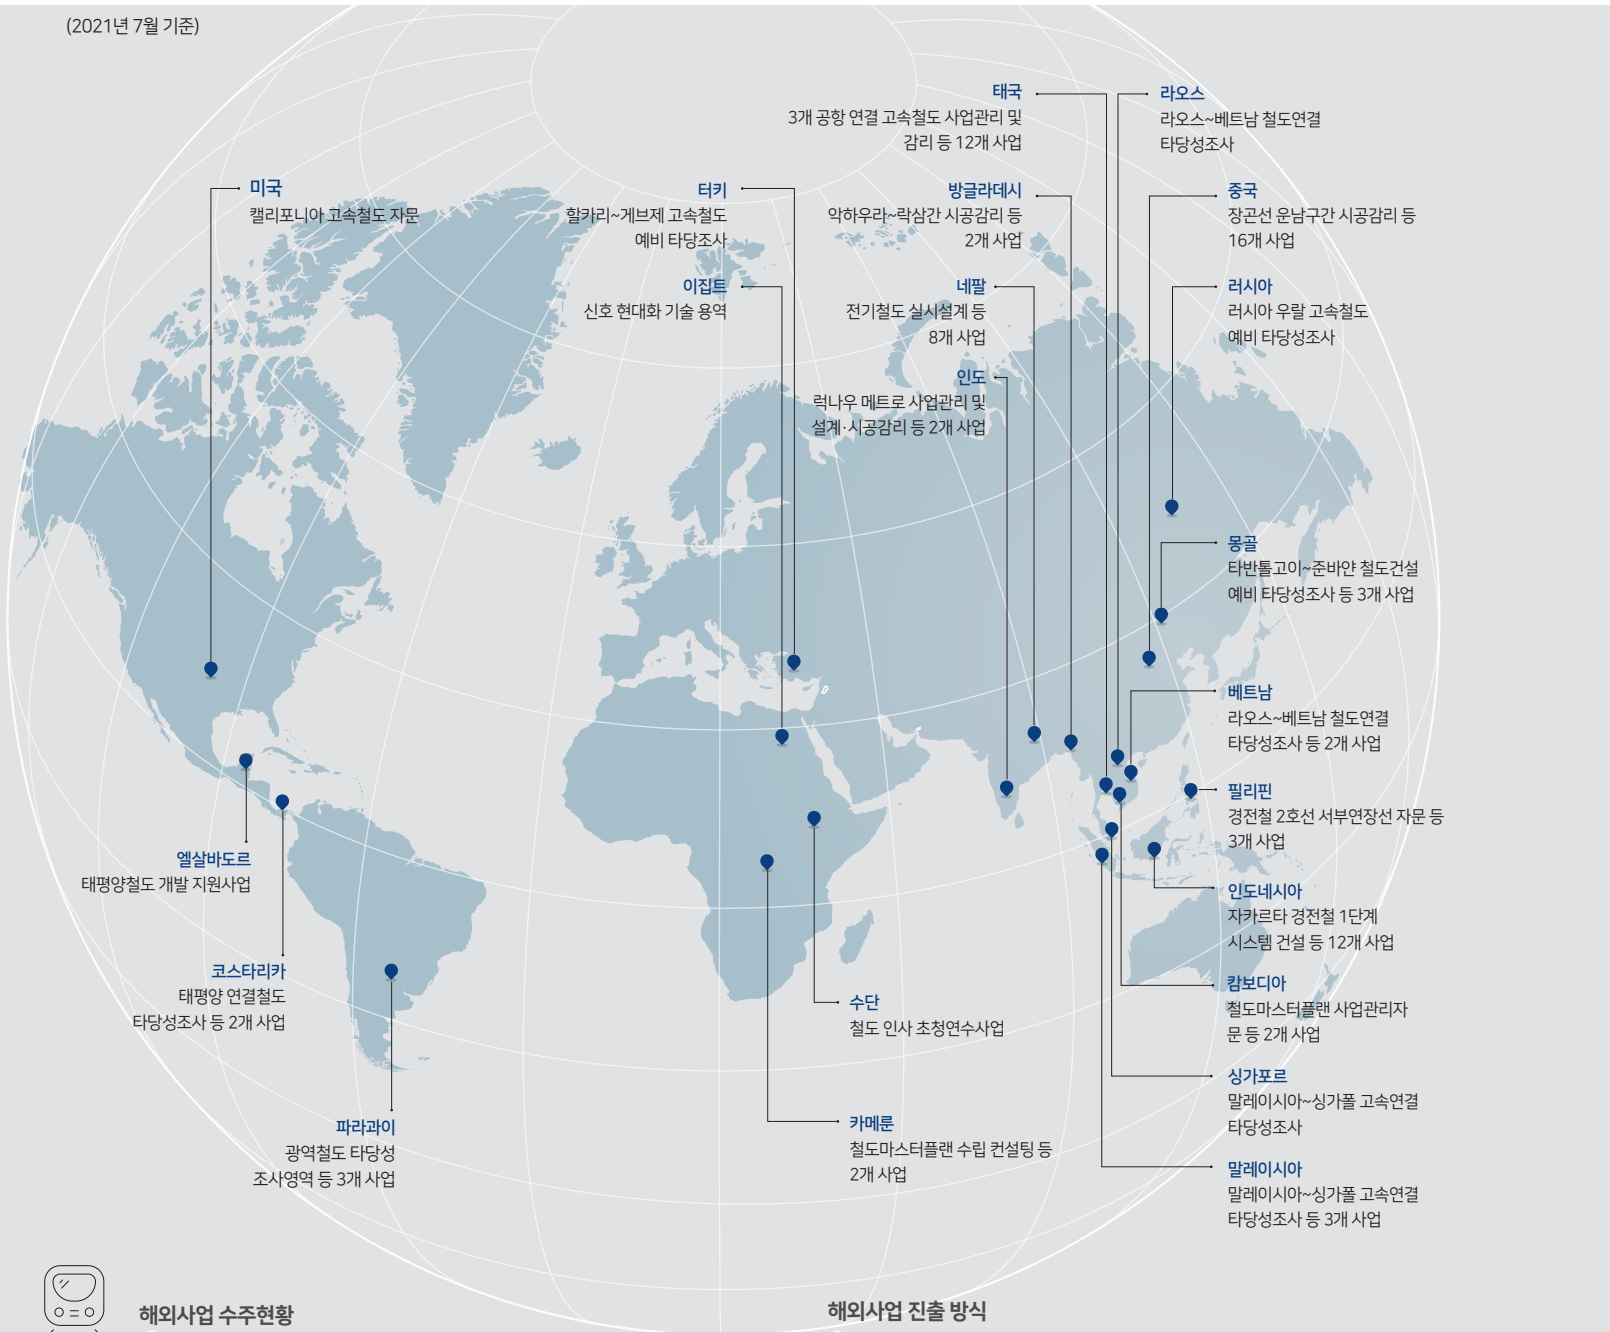 (2021년 7월 기준)
태국
3개 공항 연결 고속철도 사업관리 및
감리 등 12개 사업
라오스
라오스~베트남 철도연결
타당성조사
미국
캘리포니아 고속철도 자문
터키
할카리~게브제 고속철도
예비 타당조사
방글라데시
악하우라~락삼간 시공감리 등
2개 사업
중국
장곤선 운남구간 시공감리 등
16개 사업
이집트
신호 현대화 기술 용역
네팔
전기철도 실시설계 등
8개 사업
러시아
러시아 우랄 고속철도
예비 타당성조사
인도
럭나우 메트로 사업관리 및
설계·시공감리 등 2개 사업
몽골
타반톨고이~준바얀 철도건설
예비 타당성조사 등 3개 사업
베트남
라오스~베트남 철도연결
타당성조사 등 2개 사업
필리핀
경전철 2호선 서부연장선 자문 등
3개 사업
엘살바도르
태평양철도 개발 지원사업
인도네시아
자카르타 경전철 1단계
시스템 건설 등 12개 사업
코스타리카
태평양 연결철도
타당성조사 등 2개 사업
수단
철도 인사 초청연수사업
캄보디아
철도마스터플랜 사업관리자
문 등 2개 사업
싱가포르
말레이시아~싱가폴 고속연결
타당성조사
파라과이
광역철도 타당성
조사영역 등 3개 사업
카메룬
철도마스터플랜 수립 컨설팅 등
2개 사업
말레이시아
말레이시아~싱가폴 고속연결
타당성조사 등 3개 사업
해외사업 수주현황
해외사업 진출 방식